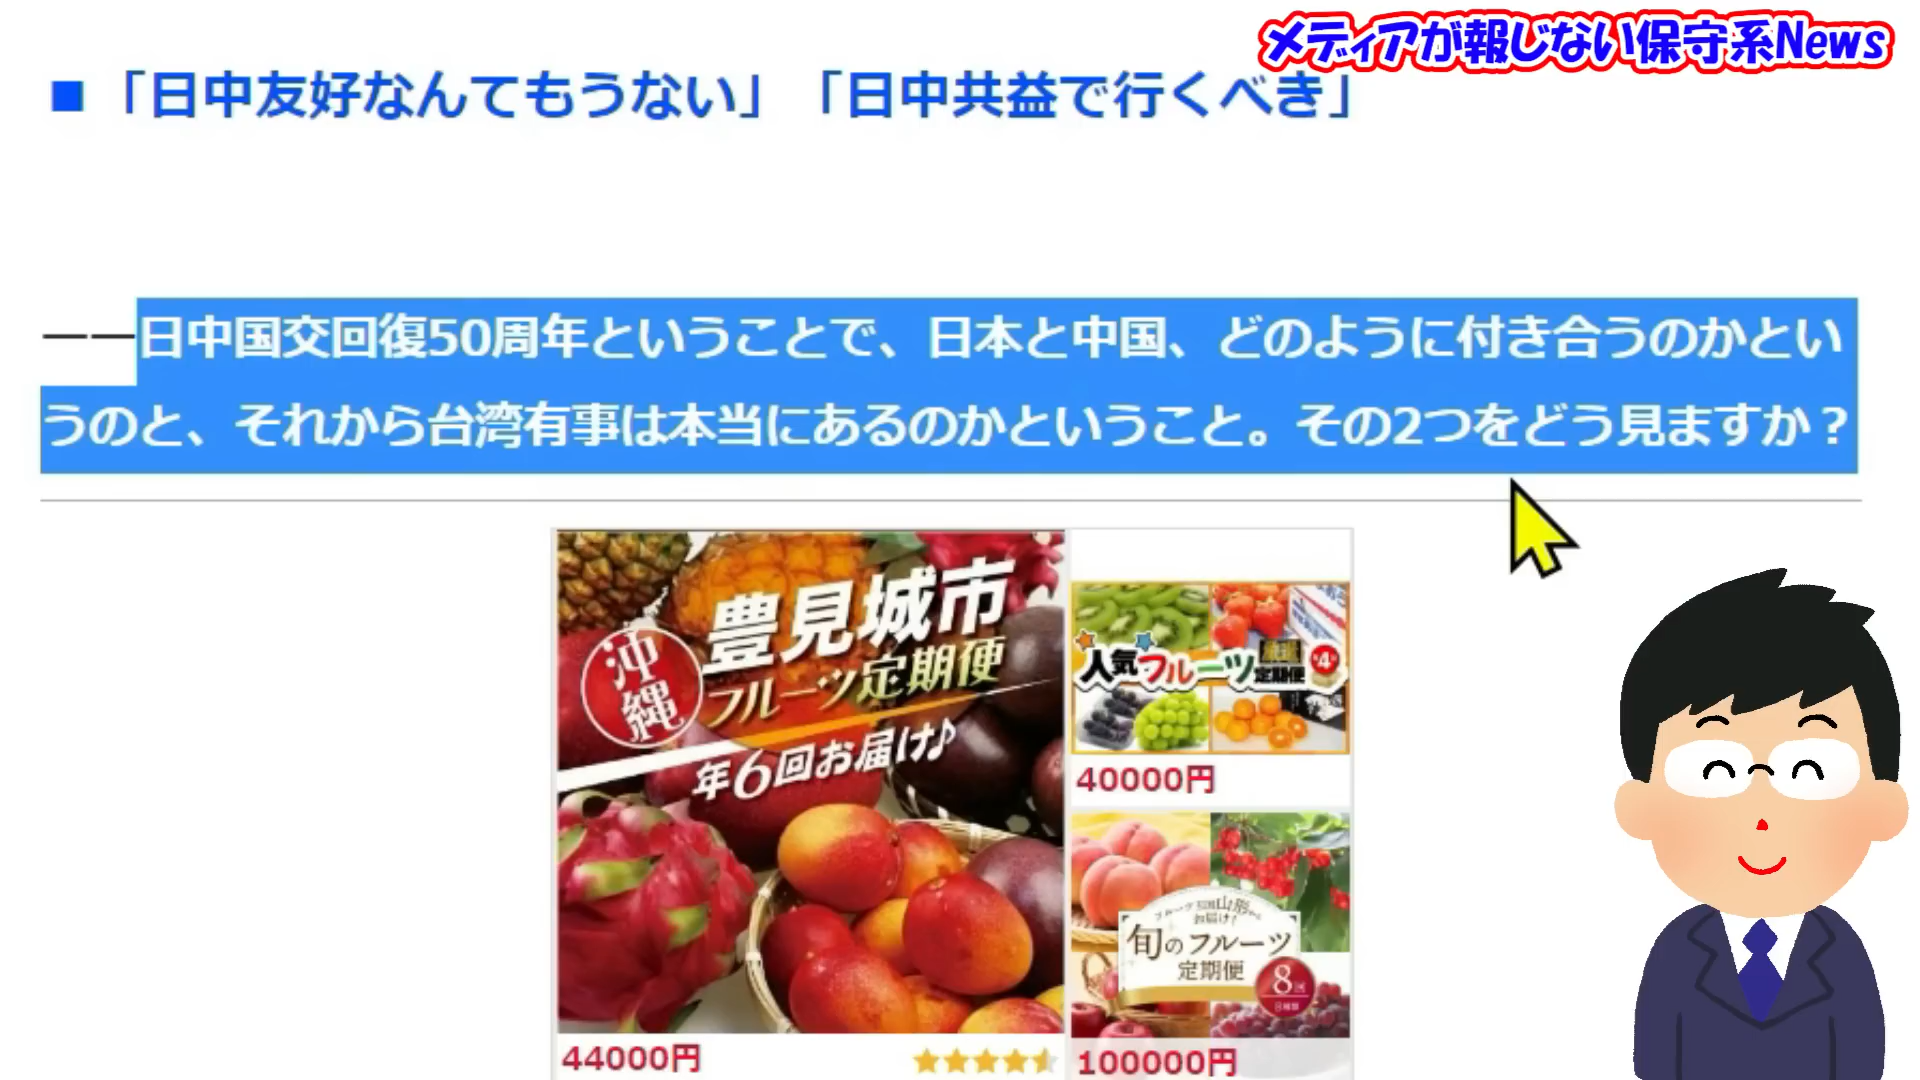 メディアが報じない保守系News
■「日中友好なんてもうない」「日中共益で行くべき」
――日中国交回復50周年ということで、日本と中国、どのように付き合うのかとい
うのと、それから台湾有事は本当にあるのかということ。その2つをどう見ますか？
沖縄
豊見城市
フルーツ定期便
年6回お届け♪
44000円
人気フルーツ
定期便
40000円
お届け！
旬のフルーツ
定期便
8回
100000円